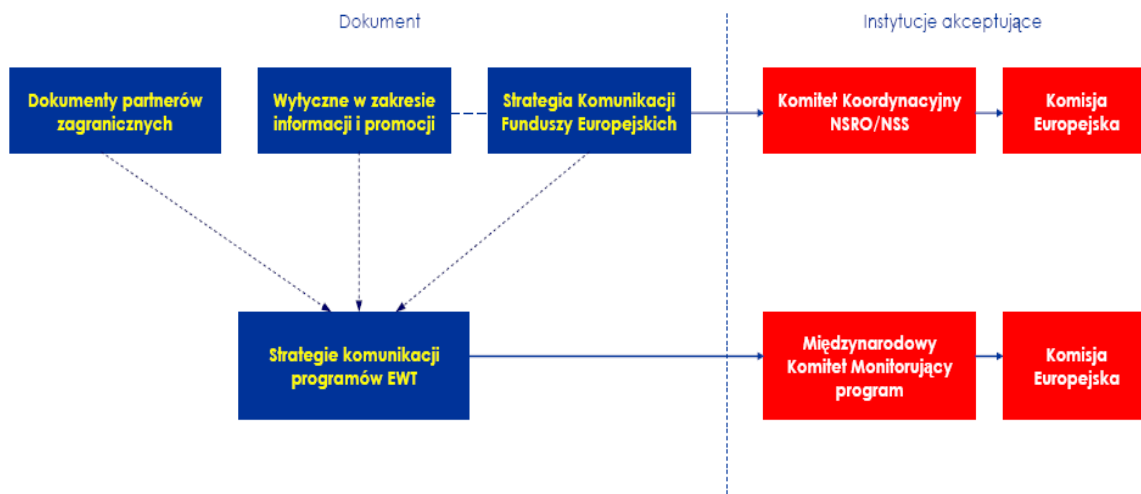 Dokument
Instytucje akceptujące
Dokumenty partnerów
zagranicznych
Wytyczne w zakresie
informacji i promocji
Strategia Komunikacji
Funduszy Europejskich
Komitet Koordynacyjny
NSRO/NSS
Komisja
Europejska
Strategie komunikacji
programów EWT
Międzynarodowy
Komitet Monitorujący
program
Komisja
Europejska